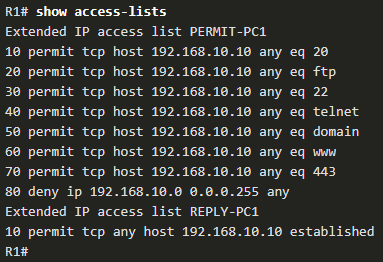 R1# show access-lists
Extended IP access list PERMIT-PC1
10 permit tcp host 192.168.10.10 any eq 20
20 permit tcp host 192.168.10.10 any eq ftp
30 permit tcp host 192.168.10.10 any eq 22
40 permit tcp host 192.168.10.10 any eq telnet
50 permit tcp host 192.168.10.10 any eq domain
60 permit tcp host 192.168.10.10 any eq www
70 permit tcp host 192.168.10.10 any eq 443
80 deny ip 192.168.10.0 0.0.0.255 any
Extended IP access list REPLY-PC1
10 permit tcp any host 192.168.10.10 established
R1#